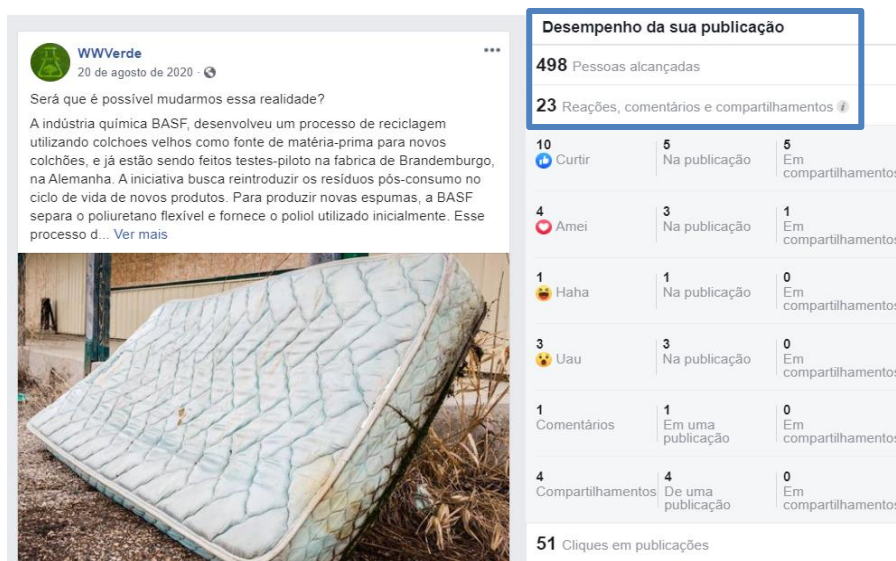 WWVerde
20 de agosto de 2020 ·
Será que é possível mudarmos essa realidade?
A indústria química BASF, desenvolveu um processo de reciclagem
utilizando colchoes velhos como fonte de matéria-prima para novos
colchões, e já estão sendo feitos testes-piloto na fabrica de Brandemburgo,
na Alemanha. A iniciativa busca reintroduzir os resíduos pós-consumo no
ciclo de vida de novos produtos. Para produzir novas espumas, a BASF
separa o poliuretano flexível e fornece o poliol utilizado inicialmente. Esse
processo d... Ver mais
Desempenho da sua publicação
498 Pessoas alcançadas
23 Reações, comentários e compartilhamentos
10 5 5
Curtir Na publicação Em
compartilhamentos
4 3 1
Amei Na publicação Em
compartilhamentos
1 1 0
Haha Na publicação Em
compartilhamentos
3 3 0
Uau Na publicação Em
compartilhamentos
1 1 0
Comentários Em uma Em
publicação compartilhamentos
4 4 0
Compartilhamentos De uma Em
publicação compartilhamentos
51 Cliques em publicações